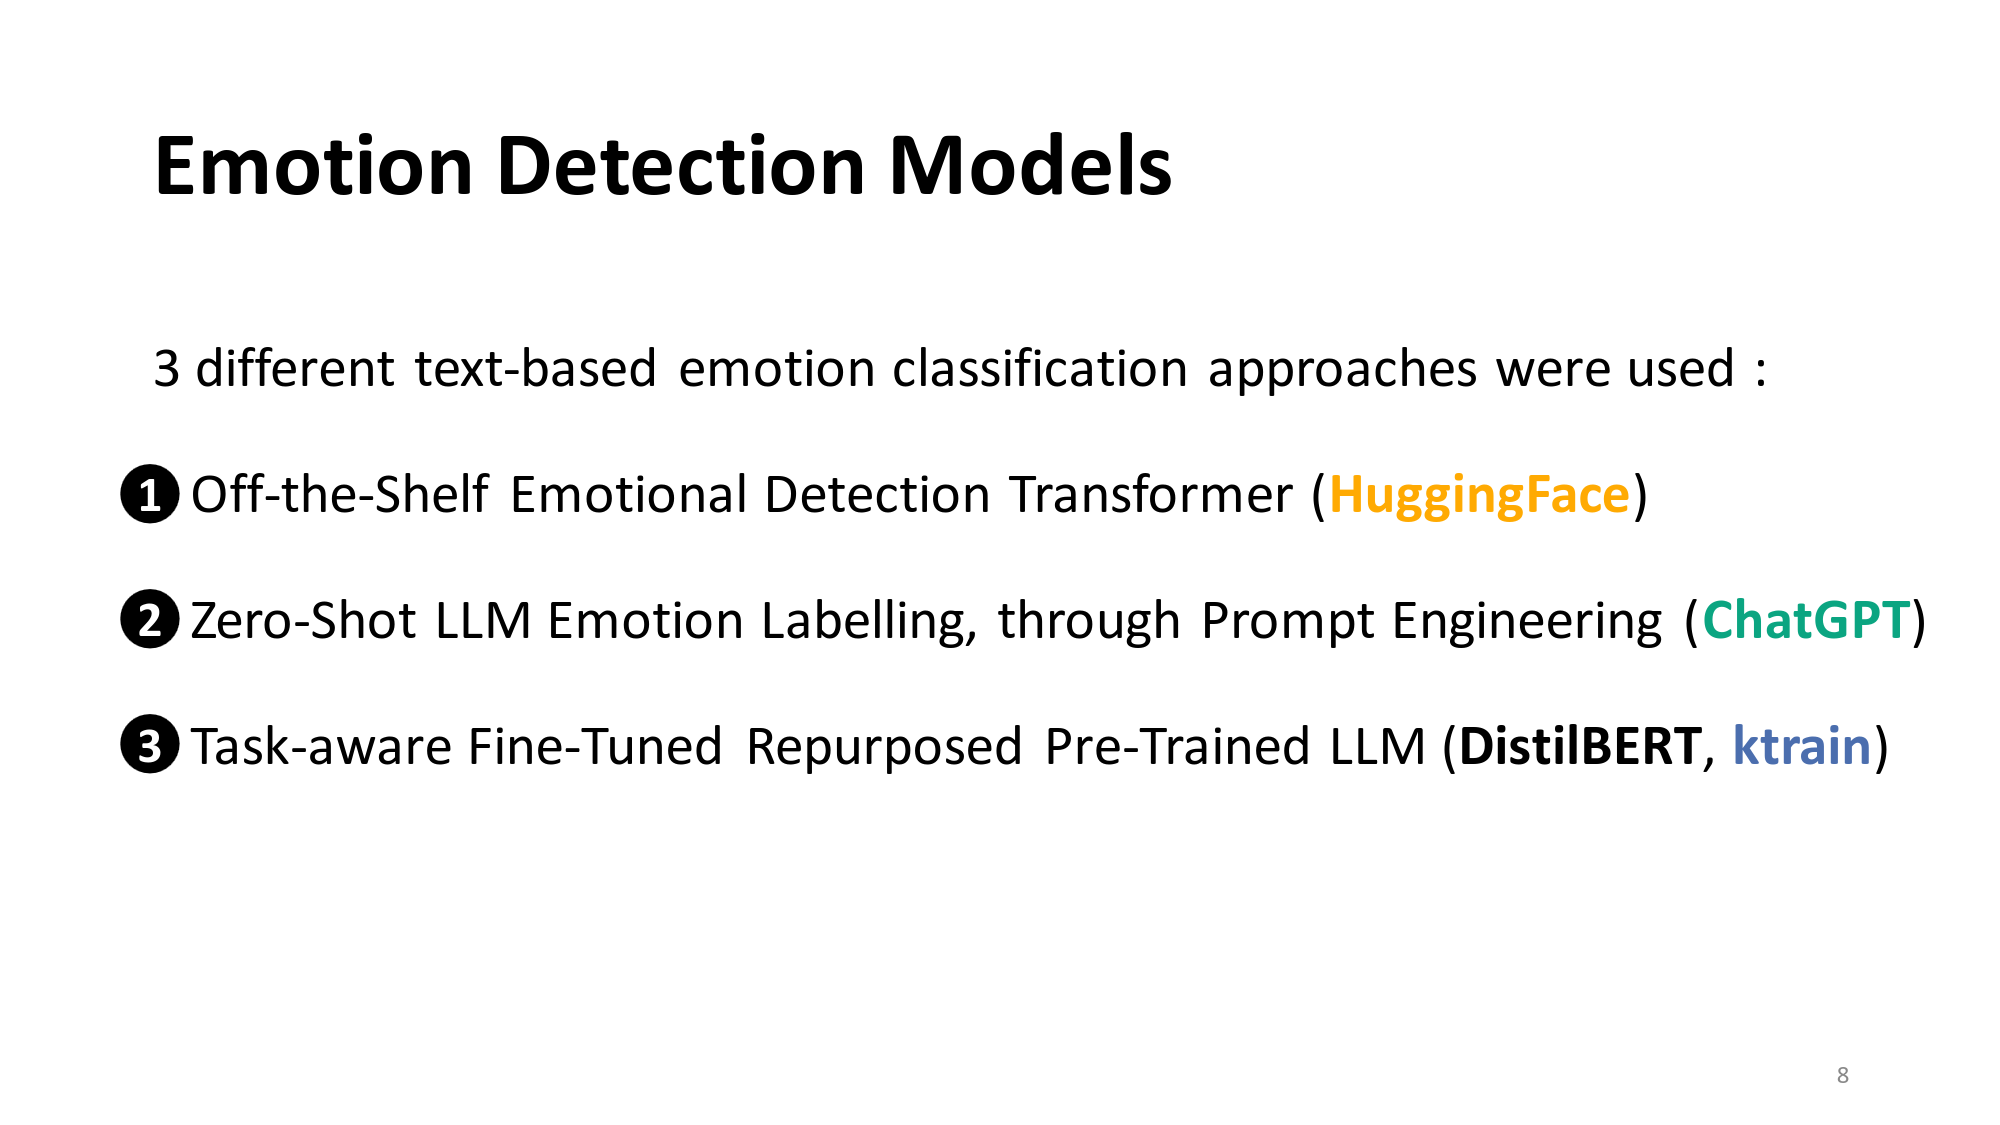 Emotion Detection Models
3 different text-based emotion classification approaches were used :
❶ Off-the-Shelf Emotional Detection Transformer (HuggingFace)
❷ Zero-Shot LLM Emotion Labelling, through Prompt Engineering (ChatGPT)
❸ Task-aware Fine-Tuned Repurposed Pre-Trained LLM (DistilBERT, ktrain)
8